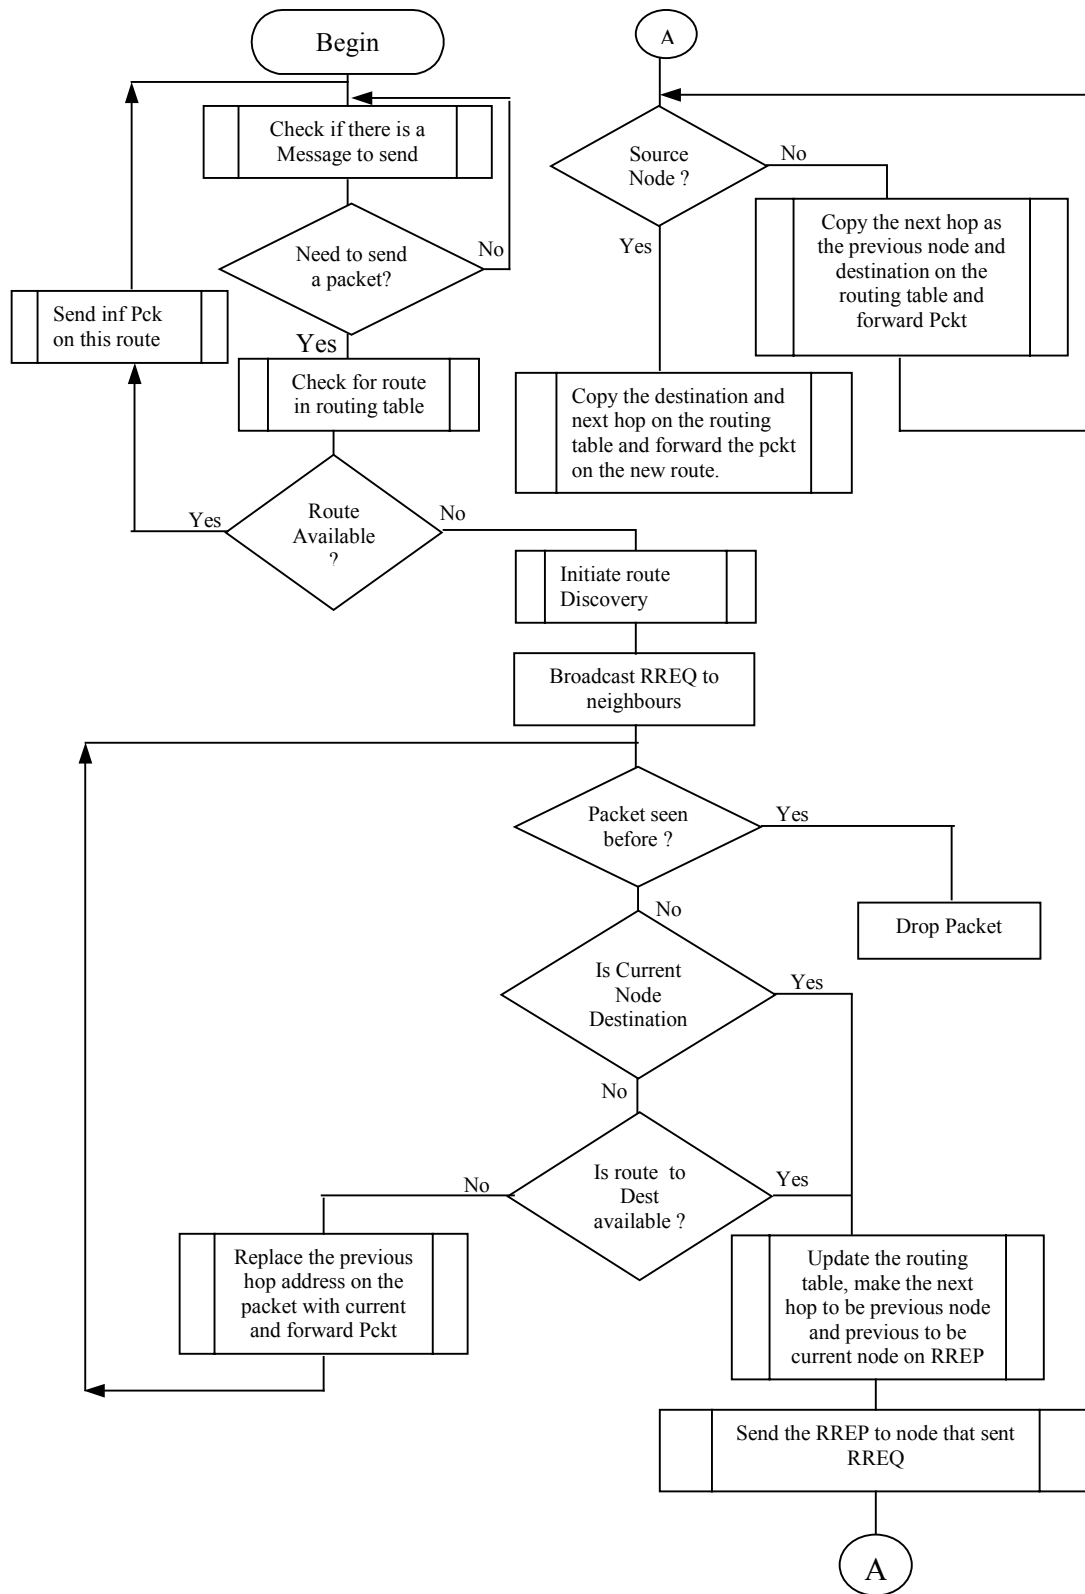 Begin
Check if there is a
Message to send
Need to send
a packet?
No
Yes
Send inf Pck
on this route
Check for route
in routing table
Yes
Route
Available
?
No
A
Source
Node ?
No
Yes
Copy the next hop as
the previous node and
destination on the
routing table and
forward Pckt
Copy the destination and
next hop on the routing
table and forward the pckt
on the new route.
Initiate route
Discovery
Broadcast RREQ to
neighbours
Packet seen
before ?
Yes
No
Drop Packet
Is Current
Node
Destination
Yes
No
Is route to
Dest
available ?
No
Yes
Replace the previous
hop address on the
packet with current
and forward Pckt
Update the routing
table, make the next
hop to be previous node
and previous to be
current node on RREP
Send the RREP to node that sent
RREQ
A